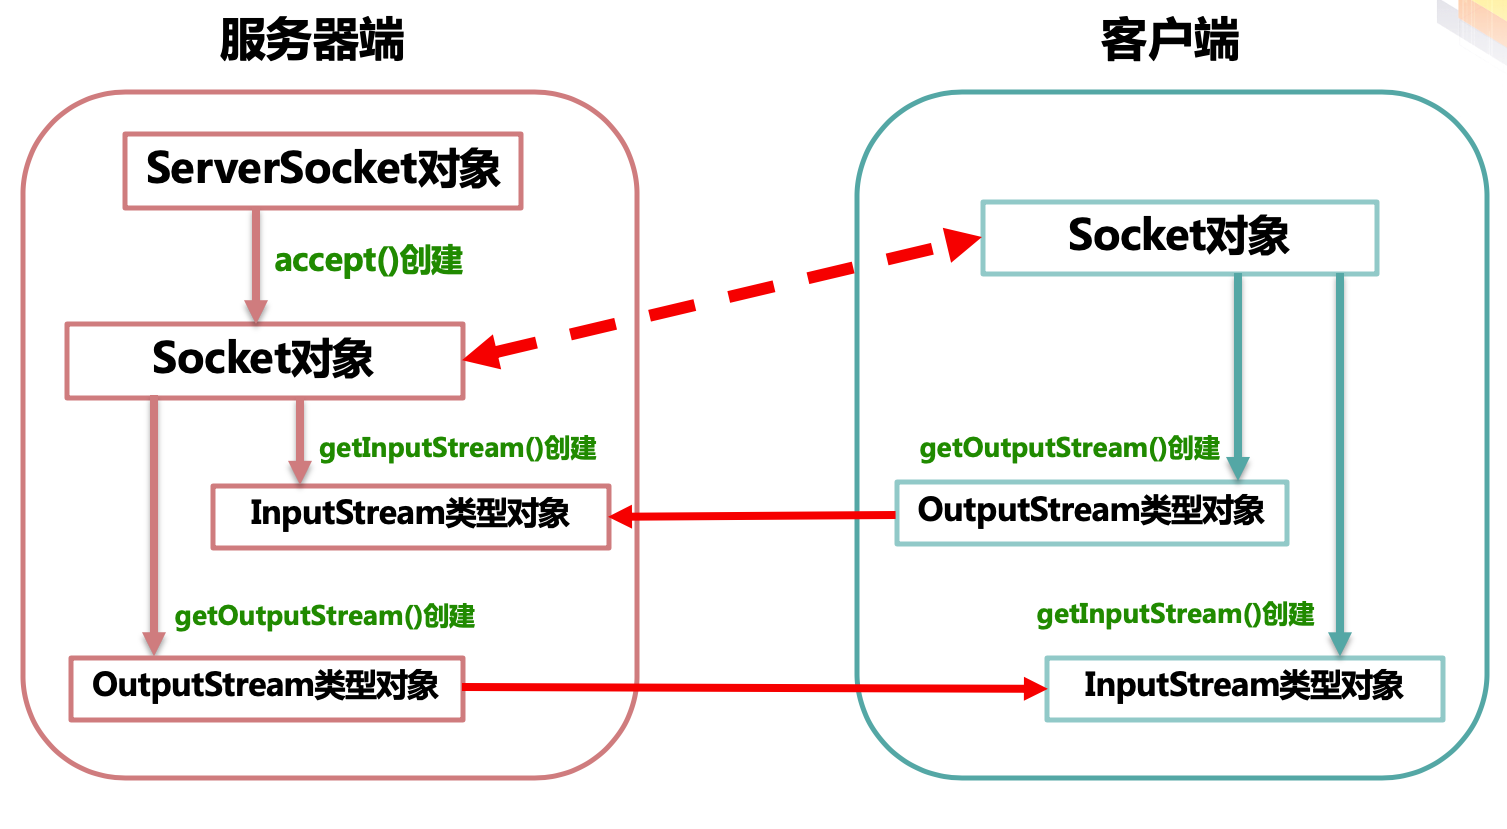 服务器端
客户端
ServerSocket对象
accept()创建
Socket对象
Socket对象
getInputStream()创建
getOutputStream()创建
InputStream类型对象
OutputStream类型对象
getOutputStream()创建
getInputStream()创建
OutputStream类型对象
InputStream类型对象